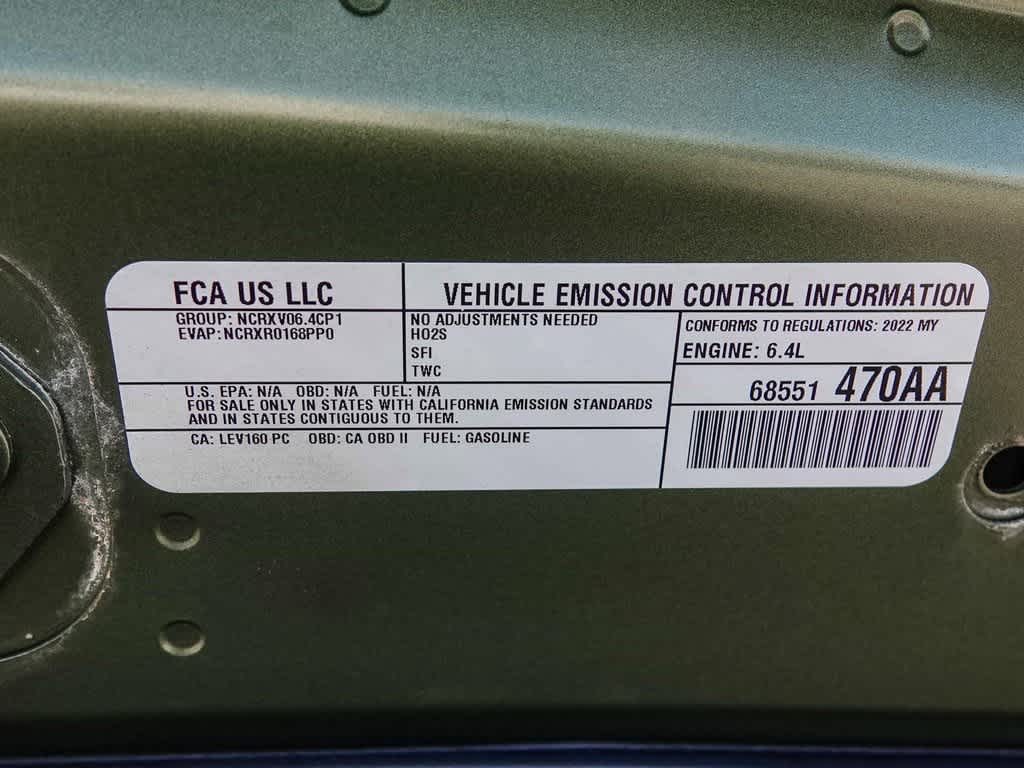 FCA US LLC
VEHICLE EMISSION CONTROL INFORMATION
GROUP: NCRXV06.4CP1
EVAP: NCRXR0168PP0
NO ADJUSTMENTS NEEDED
HO2S
SFI
TWC
CONFORMS TO REGULATIONS: 2022 MY
ENGINE: 6.4L
68551 470AA
U.S. EPA: N/A OBD: N/A FUEL: N/A
FOR SALE ONLY IN STATES WITH CALIFORNIA EMISSION STANDARDS
AND IN STATES CONTIGUOUS TO THEM.
CA: LEV160 PC OBD: CA OBD II FUEL: GASOLINE